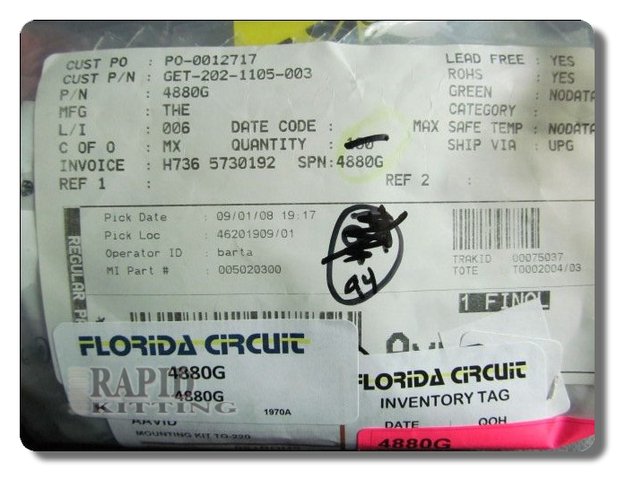 CUST PO : PO-0012717 LEAD FREE : YES
CUST P/N : GET-202-1105-003 ROHS : YES
P/N : 4880G GREEN : NODATA
MFG : THE CATEGORY :
L/I : 006 DATE CODE : MAX SAFE TEMP : NODATA
C OF O : MX QUANTITY : 100 SHIP VIA : UPG
INVOICE : H736 5730192 SPN:4880G
REF 1 : REF 2 :
Pick Date : 09/01/08 19:17
Pick Loc : 46201909/01
Operator ID : barta
MI Part # : 005020300
94
TRAKID : 00075037
TOTE : T0002004/03
REGULAR
1 FINAL
FLORIDA CIRCUIT
4880G
4880G
1970A
RAPID
KITTING
AAVID
MOUNTING KIT TO-220
FLORIDA CIRCUIT
INVENTORY TAG
DATE OOH
4880G